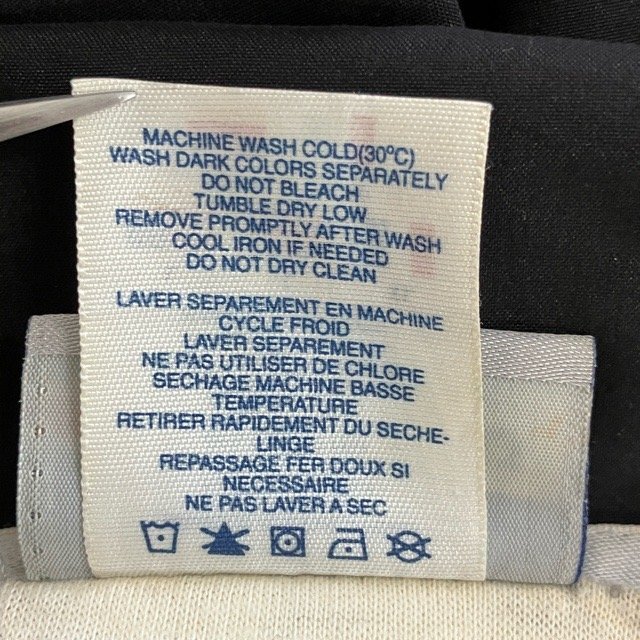 MACHINE WASH COLD(30ºC)
WASH DARK COLORS SEPARATELY
DO NOT BLEACH
TUMBLE DRY LOW
REMOVE PROMPTLY AFTER WASH
COOL IRON IF NEEDED
DO NOT DRY CLEAN
LAVER SEPAREMENT EN MACHINE
CYCLE FROID
LAVER SEPAREMENT
NE PAS UTILISER DE CHLORE
SECHAGE MACHINE BASSE
TEMPERATURE
RETIRER RAPIDEMENT DU SECHE-
LINGE
REPASSAGE FER DOUX SI
NECESSAIRE
NE PAS LAVER A SEC